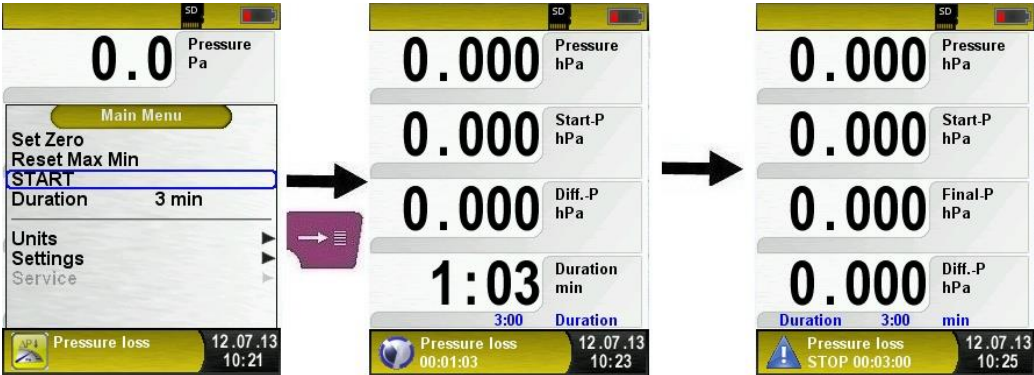 SD
0.0 Pressure
Pa
Main Menu
Set Zero
Reset Max Min
START
Duration 3 min
Units
Settings
Service
Pressure loss 12.07.13
10:21
SD
0.000 Pressure
hPa
0.000 Start-P
hPa
0.000 Diff.-P
hPa
1:03 Duration
min
3:00 Duration
Pressure loss 12.07.13
00:01:03 10:23
SD
0.000 Pressure
hPa
0.000 Start-P
hPa
0.000 Final-P
hPa
0.000 Diff.-P
hPa
Duration 3:00 min
Pressure loss 12.07.13
STOP 00:03:00 10:25